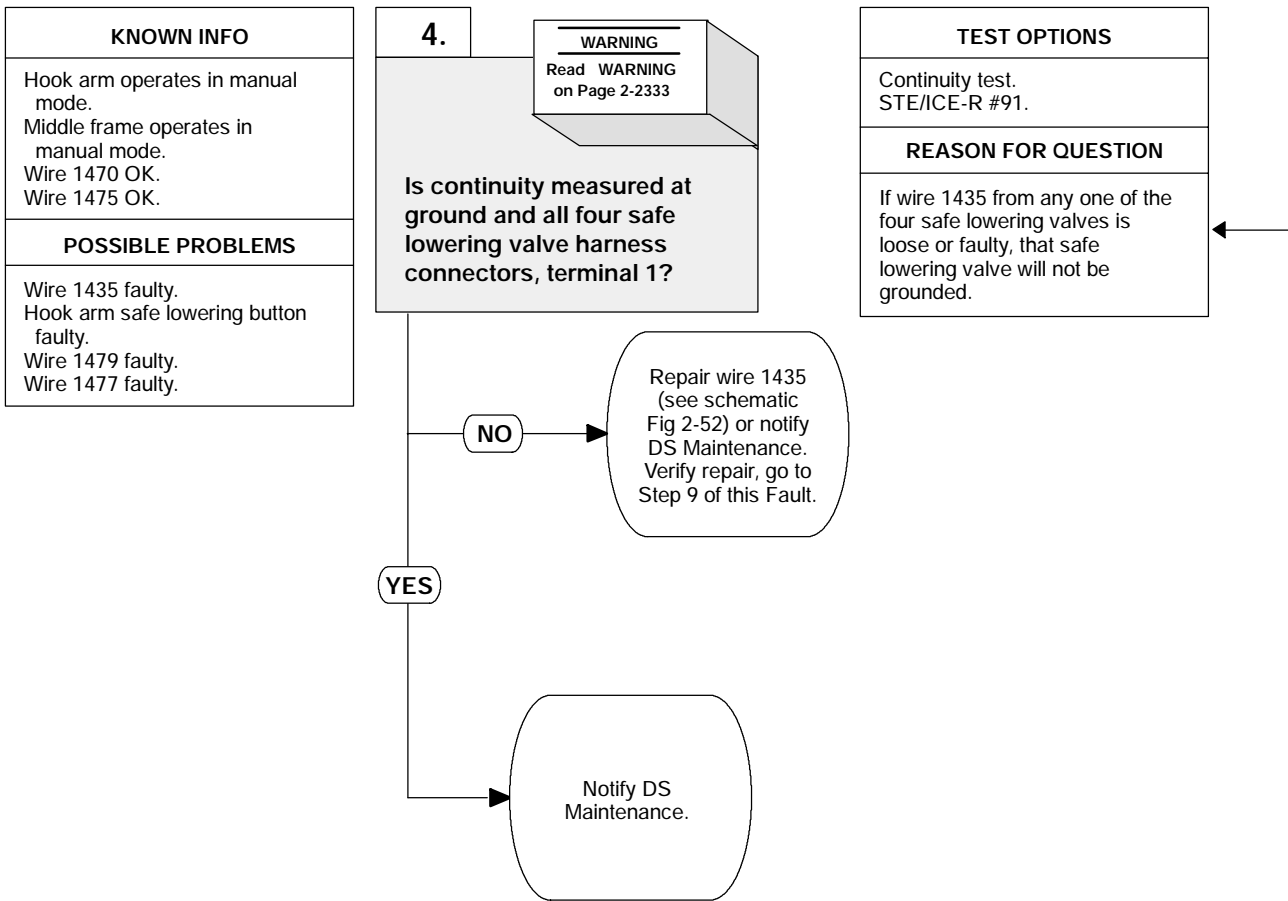 KNOWN INFO
Hook arm operates in manual
mode.
Middle frame operates in
manual mode.
Wire 1470 OK.
Wire 1475 OK.
POSSIBLE PROBLEMS
Wire 1435 faulty.
Hook arm safe lowering button
faulty.
Wire 1479 faulty.
Wire 1477 faulty.
4.
WARNING
Read WARNING
on Page 2-2333
Is continuity measured at
ground and all four safe
lowering valve harness
connectors, terminal 1?
TEST OPTIONS
Continuity test.
STE/ICE-R #91.
REASON FOR QUESTION
If wire 1435 from any one of the
four safe lowering valves is
loose or faulty, that safe
lowering valve will not be
grounded.
NO
Repair wire 1435
(see schematic
Fig 2-52) or notify
DS Maintenance.
Verify repair, go to
Step 9 of this Fault.
YES
Notify DS
Maintenance.